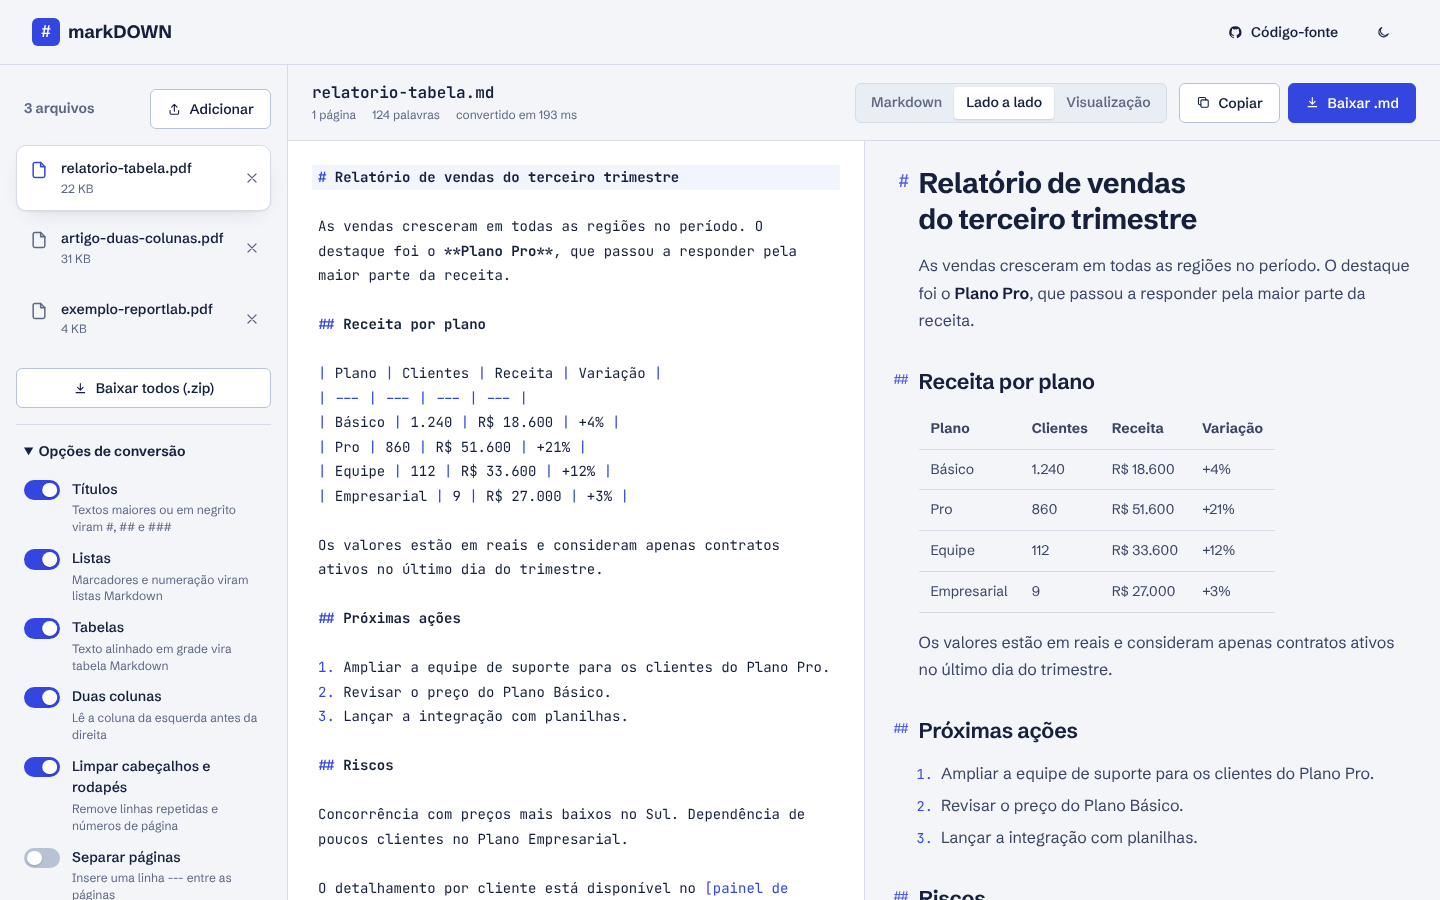 # markDOWN
Código-fonte
3 arquivos
Adicionar
relatorio-tabela.pdf
22 KB
artigo-duas-colunas.pdf
31 KB
exemplo-reportlab.pdf
4 KB
Baixar todos (.zip)
▼ Opções de conversão
Títulos
Textos maiores ou em negrito
viram #, ## e ###
Listas
Marcadores e numeração viram
listas Markdown
Tabelas
Texto alinhado em grade vira
tabela Markdown
Duas colunas
Lê a coluna da esquerda antes da
direita
Limpar cabeçalhos e
rodapés
Remove linhas repetidas e
números de página
Separar páginas
Insere uma linha --- entre as
páginas
relatorio-tabela.md
1 página 124 palavras convertido em 193 ms
Markdown Lado a lado Visualização
Copiar
Baixar .md
# Relatório de vendas do terceiro trimestre
As vendas cresceram em todas as regiões no período. O
destaque foi o **Plano Pro**, que passou a responder pela
maior parte da receita.
## Receita por plano
| Plano | Clientes | Receita | Variação |
| --- | --- | --- | --- |
| Básico | 1.240 | R$ 18.600 | +4% |
| Pro | 860 | R$ 51.600 | +21% |
| Equipe | 112 | R$ 33.600 | +12% |
| Empresarial | 9 | R$ 27.000 | +3% |
Os valores estão em reais e consideram apenas contratos
ativos no último dia do trimestre.
## Próximas ações
1. Ampliar a equipe de suporte para os clientes do Plano Pro.
2. Revisar o preço do Plano Básico.
3. Lançar a integração com planilhas.
## Riscos
Concorrência com preços mais baixos no Sul. Dependência de
poucos clientes no Plano Empresarial.
O detalhamento por cliente está disponível no [painel de
# Relatório de vendas
do terceiro trimestre
As vendas cresceram em todas as regiões no período. O destaque
foi o Plano Pro, que passou a responder pela maior parte da
receita.
## Receita por plano
Plano Clientes Receita Variação
Básico 1.240 R$ 18.600 +4%
Pro 860 R$ 51.600 +21%
Equipe 112 R$ 33.600 +12%
Empresarial 9 R$ 27.000 +3%
Os valores estão em reais e consideram apenas contratos ativos
no último dia do trimestre.
## Próximas ações
1. Ampliar a equipe de suporte para os clientes do Plano Pro.
2. Revisar o preço do Plano Básico.
3. Lançar a integração com planilhas.
## Riscos